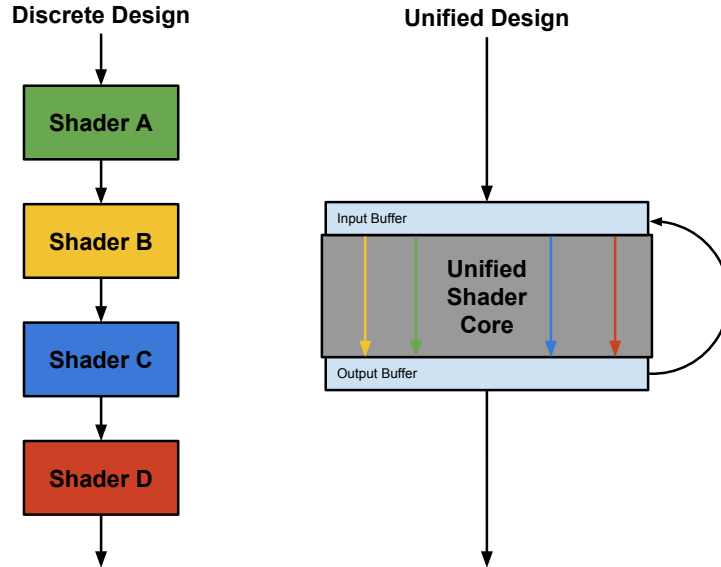 Discrete Design
Shader A
Shader B
Shader C
Shader D
Unified Design
Input Buffer
Unified
Shader
Core
Output Buffer